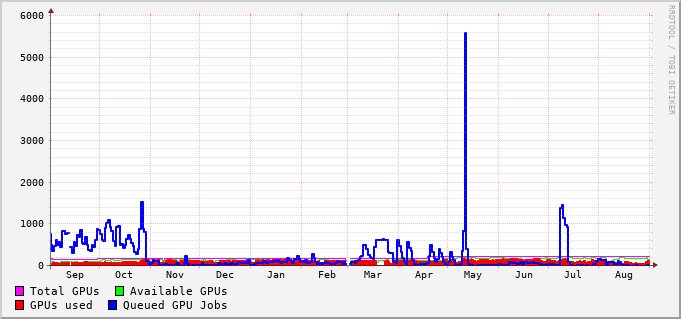 6000
5000
4000
3000
2000
1000
0
Sep Oct Nov Dec Jan Feb Mar Apr May Jun Jul Aug
Total GPUs Available GPUs
GPUs used Queued GPU Jobs
RRDTOOL / TOBI OETIKER